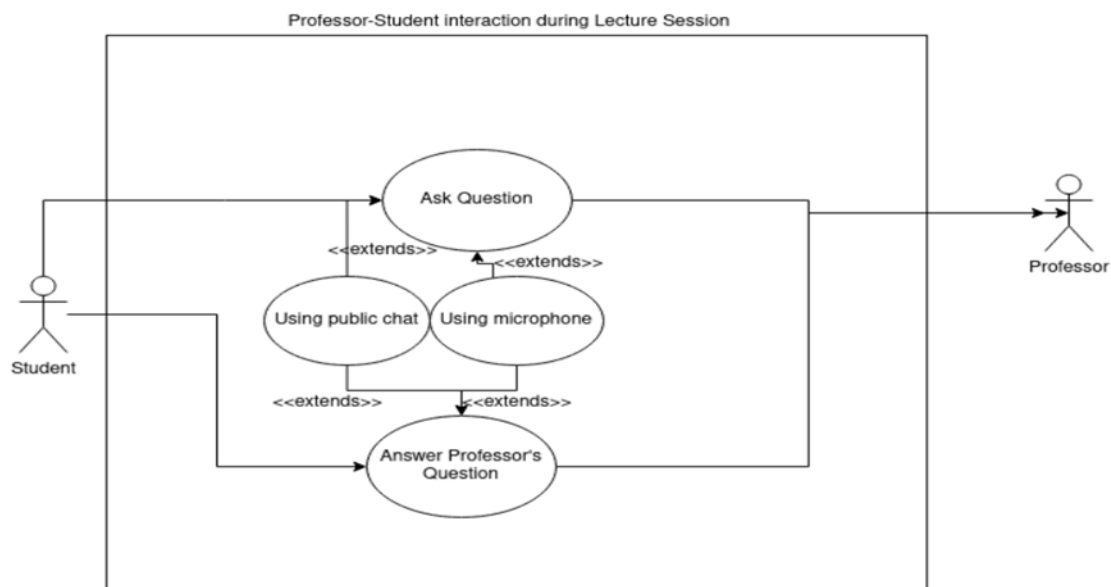 Professor-Student interaction during Lecture Session
Ask Question
<<extends>>
<<extends>>
Professor
Using public chat
Using microphone
Student
<<extends>>
<<extends>>
Answer Professor's
Question